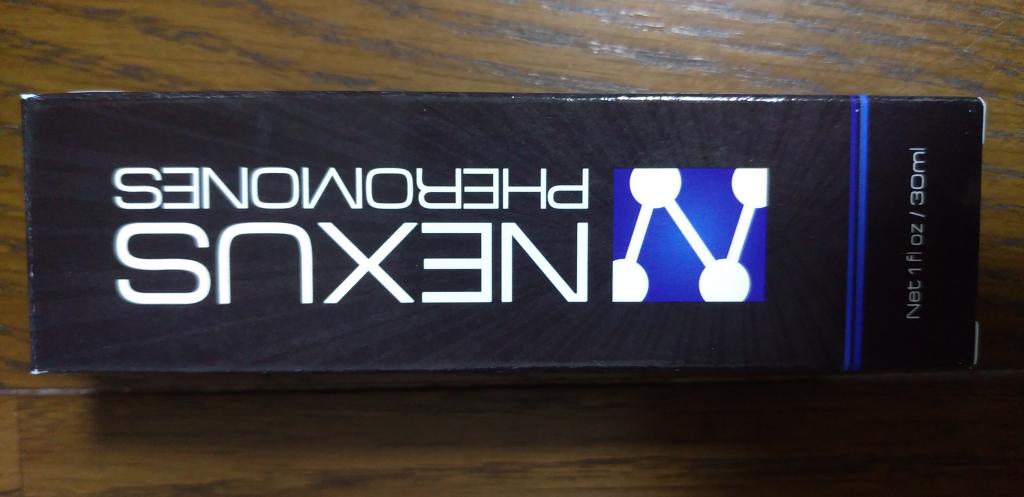 NEXUS
PHEROMONES
Net 1 fl oz / 30ml